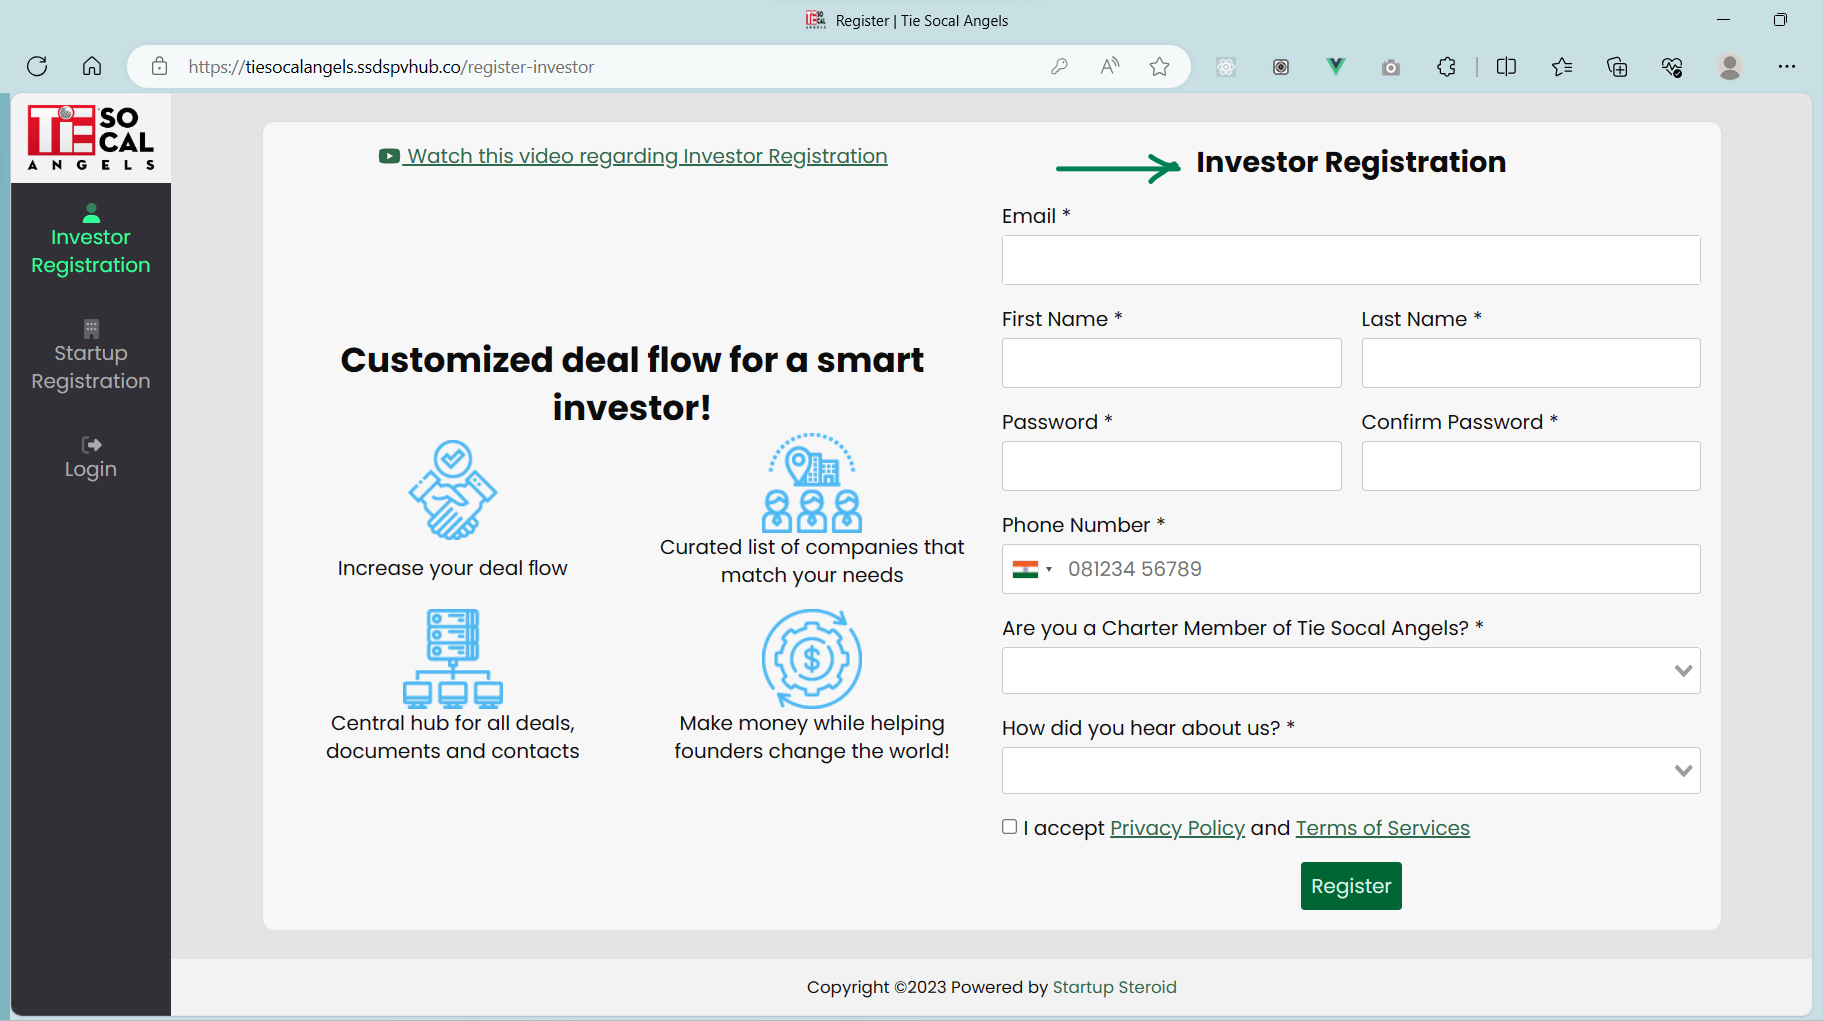 Register | Tie Socal Angels
https://tiesocalangels.ssdspvhub.co/register-investor
TiE SO
CAL
ANGELS
Investor
Registration
Startup
Registration
Login
Watch this video regarding Investor Registration
Customized deal flow for a smart
investor!
Increase your deal flow
Curated list of companies that
match your needs
Central hub for all deals,
documents and contacts
Make money while helping
founders change the world!
Investor Registration
Email *
First Name *
Last Name *
Password *
Confirm Password *
Phone Number *
081234 56789
Are you a Charter Member of Tie Socal Angels? *
How did you hear about us? *
I accept Privacy Policy and Terms of Services
Register
Copyright ©2023 Powered by Startup Steroid